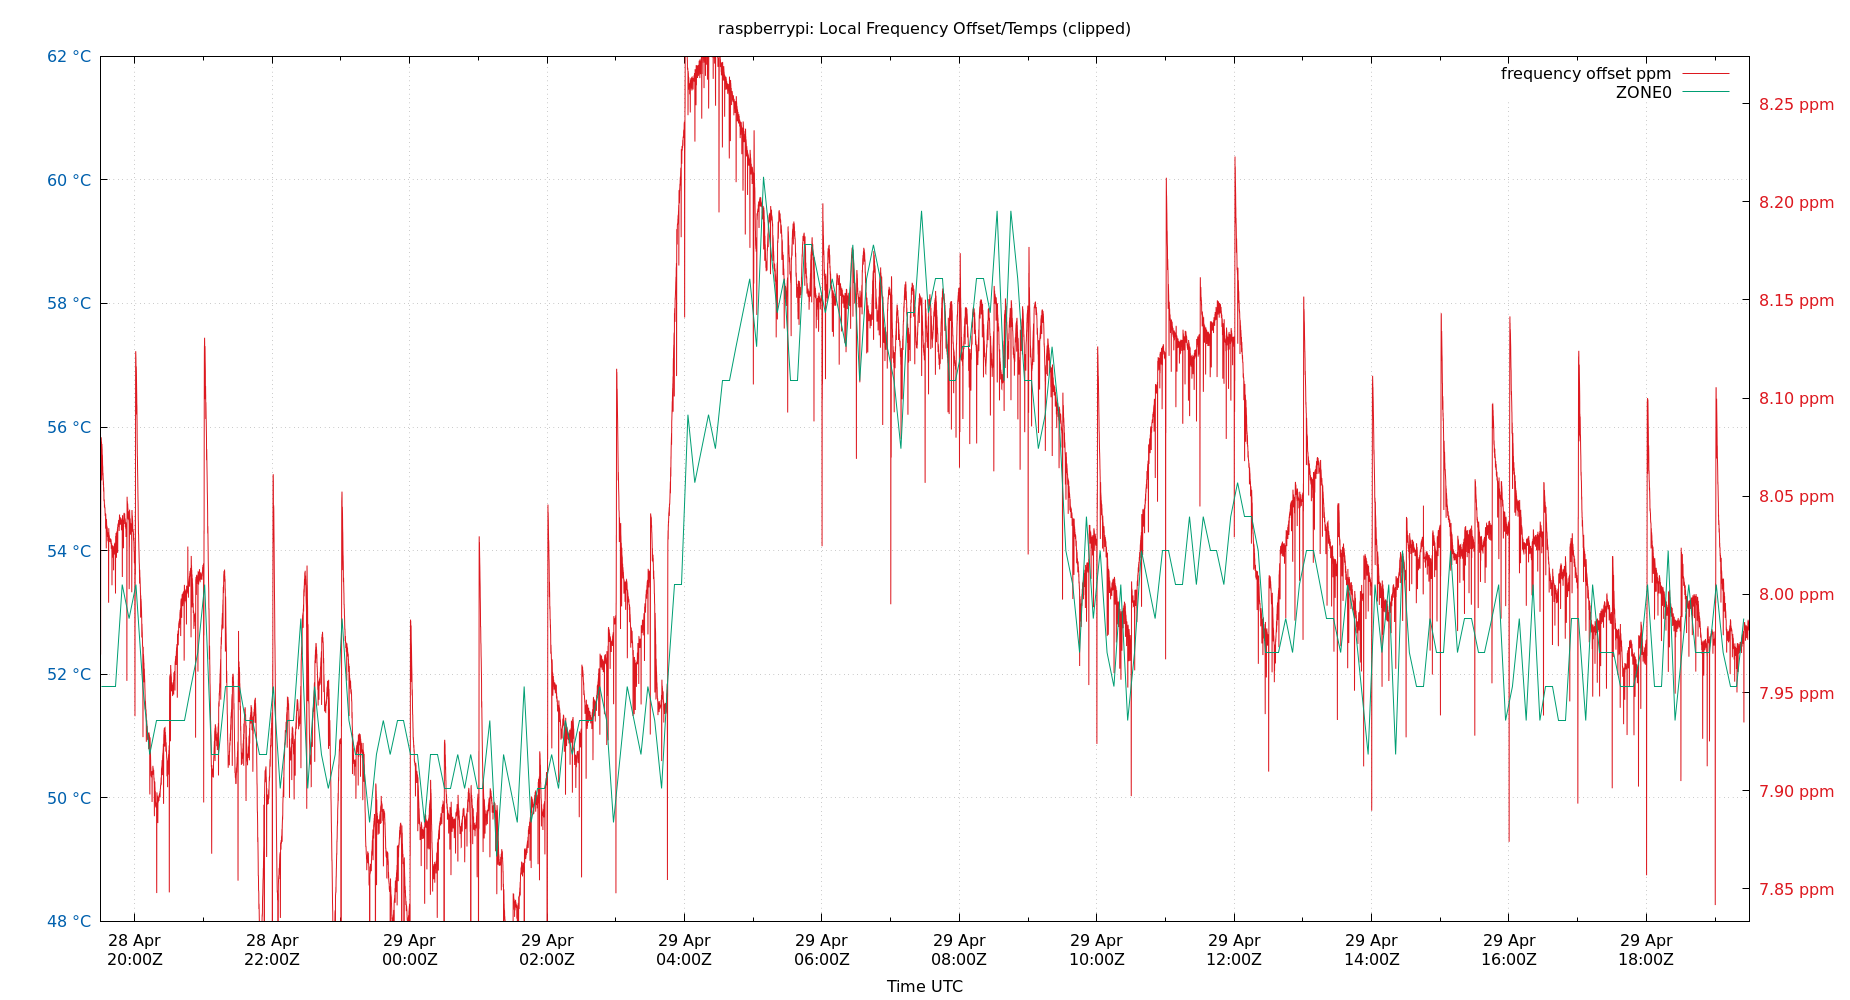 raspberrypi: Local Frequency Offset/Temps (clipped)
frequency offset ppm
ZONE0
62 °C
60 °C
58 °C
56 °C
54 °C
52 °C
50 °C
48 °C
8.25 ppm
8.20 ppm
8.15 ppm
8.10 ppm
8.05 ppm
8.00 ppm
7.95 ppm
7.90 ppm
7.85 ppm
28 Apr 28 Apr 29 Apr 29 Apr 29 Apr 29 Apr 29 Apr 29 Apr 29 Apr 29 Apr 29 Apr 29 Apr
20:00Z 22:00Z 00:00Z 02:00Z 04:00Z 06:00Z 08:00Z 10:00Z 12:00Z 14:00Z 16:00Z 18:00Z
Time UTC